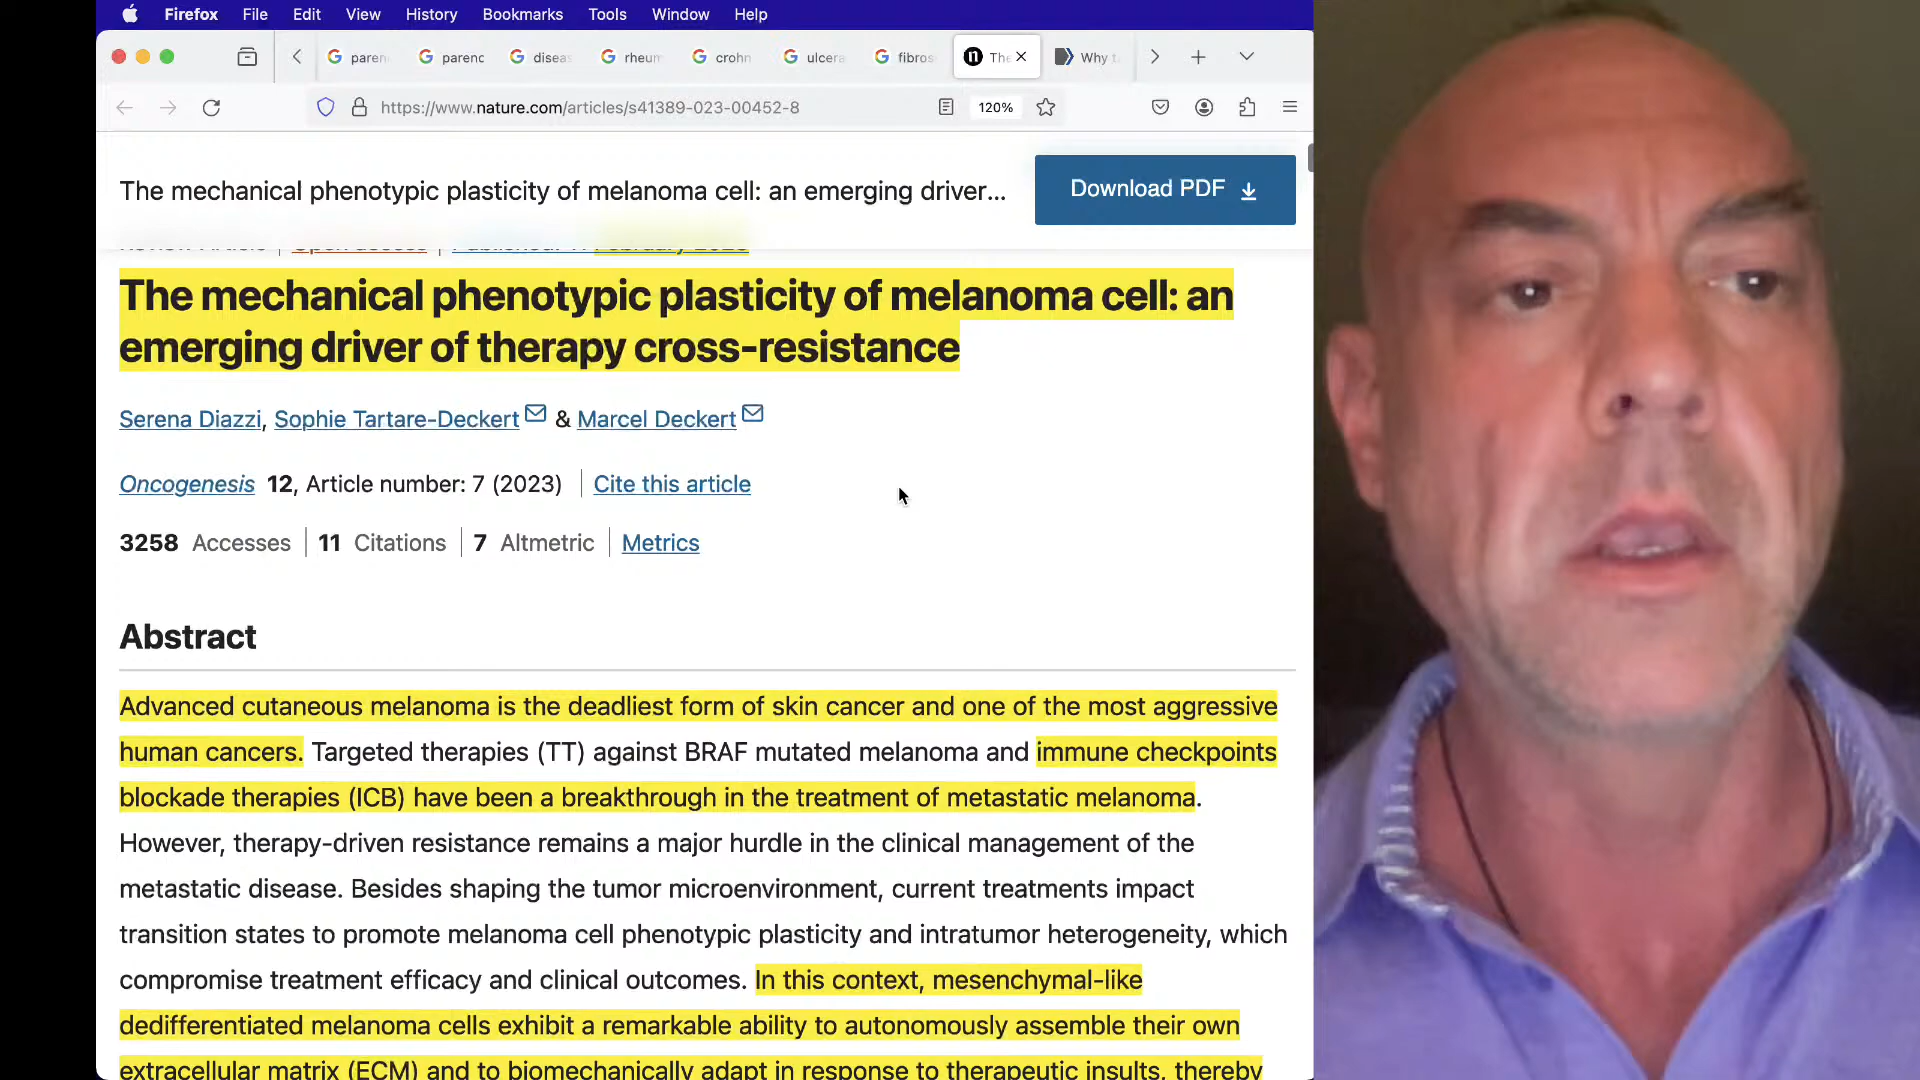 Firefox File Edit View History Bookmarks Tools Window Help
paren parenc diseas rheum crohn ulcera fibros The Why t
https://www.nature.com/articles/s41389-023-00452-8 120%
The mechanical phenotypic plasticity of melanoma cell: an emerging driver... Download PDF
The mechanical phenotypic plasticity of melanoma cell: an
emerging driver of therapy cross-resistance
Serena Diazzi, Sophie Tartare-Deckert & Marcel Deckert
Oncogenesis 12, Article number: 7 (2023) Cite this article
3258 Accesses 11 Citations 7 Altmetric Metrics
Abstract
Advanced cutaneous melanoma is the deadliest form of skin cancer and one of the most aggressive
human cancers. Targeted therapies (TT) against BRAF mutated melanoma and immune checkpoints
blockade therapies (ICB) have been a breakthrough in the treatment of metastatic melanoma.
However, therapy-driven resistance remains a major hurdle in the clinical management of the
metastatic disease. Besides shaping the tumor microenvironment, current treatments impact
transition states to promote melanoma cell phenotypic plasticity and intratumor heterogeneity, which
compromise treatment efficacy and clinical outcomes. In this context, mesenchymal-like
dedifferentiated melanoma cells exhibit a remarkable ability to autonomously assemble their own
extracellular matrix (ECM) and to biomechanically adapt in response to therapeutic insults, thereby